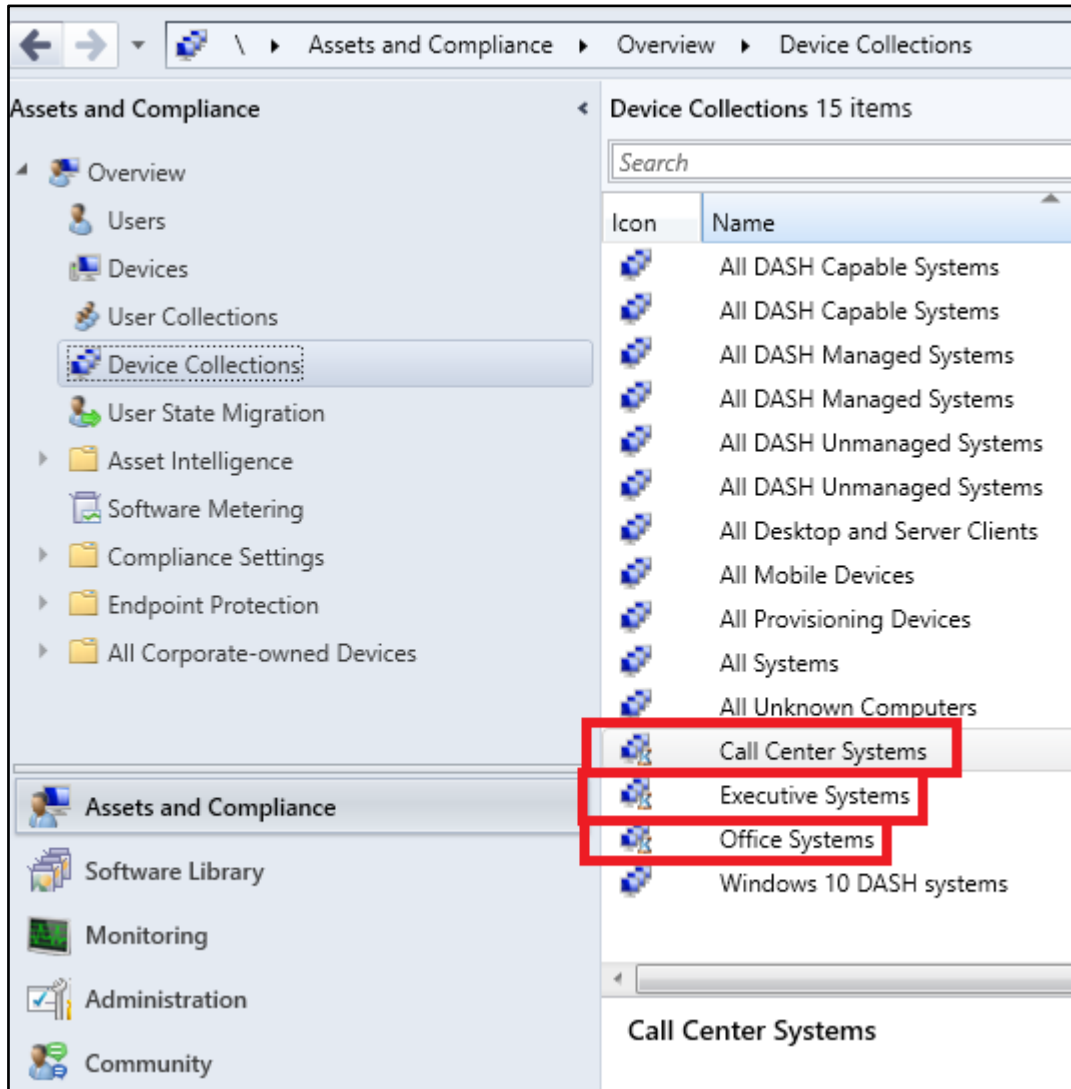 \ Assets and Compliance Overview Device Collections
Assets and Compliance
Overview
Users
Devices
User Collections
Device Collections
User State Migration
Asset Intelligence
Software Metering
Compliance Settings
Endpoint Protection
All Corporate-owned Devices
Assets and Compliance
Software Library
Monitoring
Administration
Community
Device Collections 15 items
Search
Icon Name
All DASH Capable Systems
All DASH Capable Systems
All DASH Managed Systems
All DASH Managed Systems
All DASH Unmanaged Systems
All DASH Unmanaged Systems
All Desktop and Server Clients
All Mobile Devices
All Provisioning Devices
All Systems
All Unknown Computers
Call Center Systems
Executive Systems
Office Systems
Windows 10 DASH systems
Call Center Systems